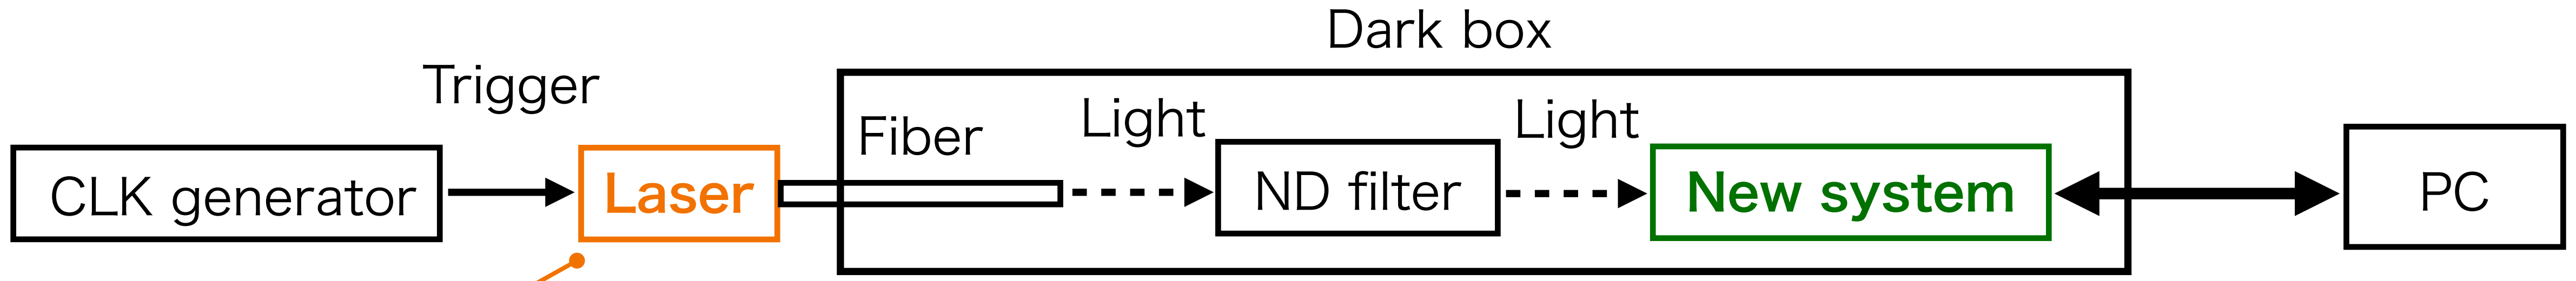 Dark box
Trigger
Fiber
Light
Light
CLK generator
Laser
ND filter
New system
PC